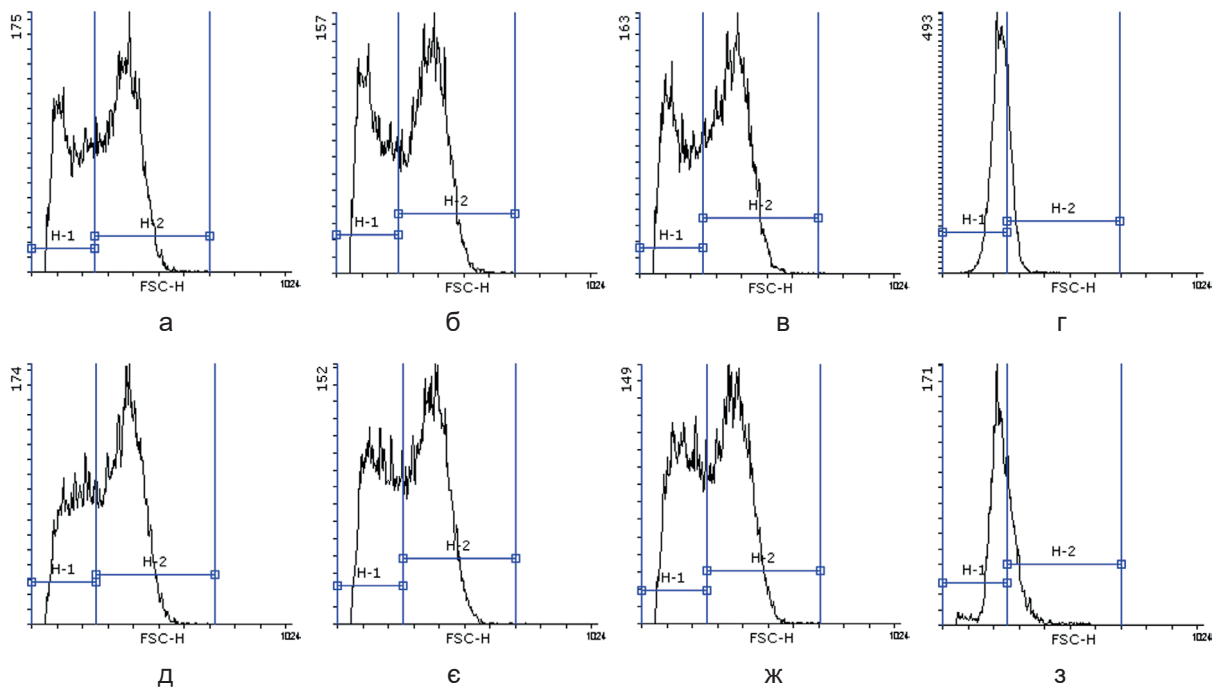 175
H-1
H-2
FSC-H
1024
а
157
H-1
H-2
FSC-H
1024
б
163
H-1
H-2
FSC-H
1024
в
493
H-1
H-2
FSC-H
1024
г
174
H-1
H-2
FSC-H
1024
д
152
H-1
H-2
FSC-H
1024
є
149
H-1
H-2
FSC-H
1024
ж
171
H-1
H-2
FSC-H
1024
з